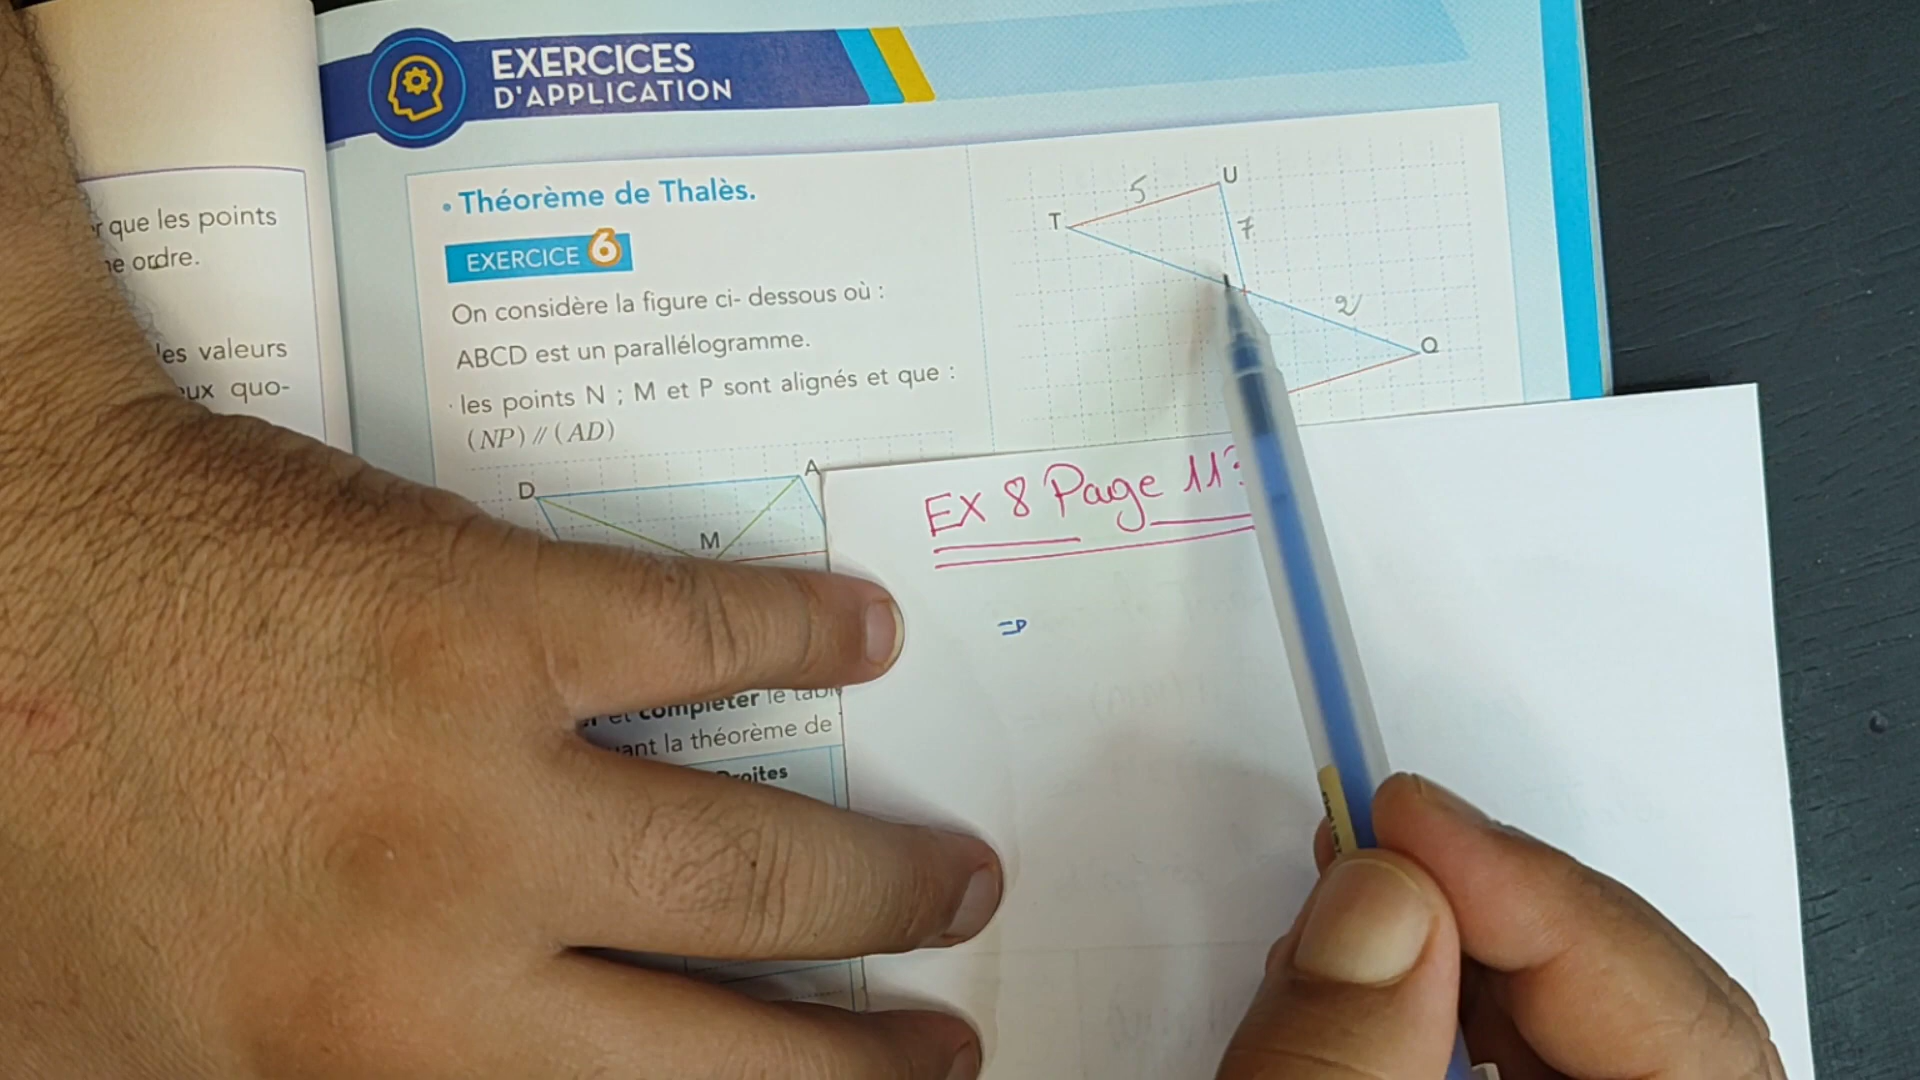 EXERCICES
D'APPLICATION
• Théorème de Thalès.
EXERCICE 6
On considère la figure ci- dessous où :
ABCD est un parallélogramme.
· les points N ; M et P sont alignés et que :
(NP) // (AD)
D
A
M
et compléter le
la théorème de
que les points
ordre.
valeurs
quo-
T
5
U
7
Q
EX 8 Page
⇒